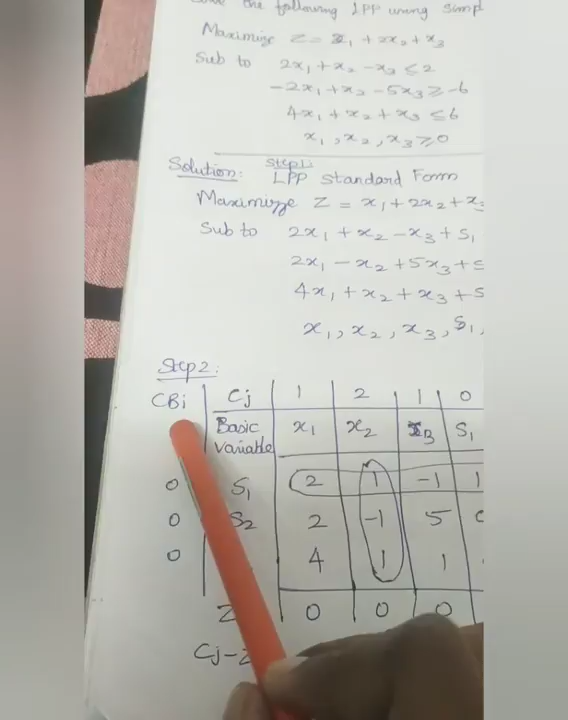 the following LPP using simp
Maximize Z = x₁ + 2x₂ + x₃
Sub to 2x₁ + x₂ - x₃ ≤ 2
-2x₁ + x₂ - 5x₃ ≥ -6
4x₁ + x₂ + x₃ ≤ 6
x₁, x₂, x₃ ≥ 0
Solution: Step1:
LPP Standard Form
Maximize Z = x₁ + 2x₂ + x₃
Sub to 2x₁ + x₂ - x₃ + S₁
2x₁ - x₂ + 5x₃ + S
4x₁ + x₂ + x₃ + S
x₁, x₂, x₃, S₁,
Step2:
CBi Cj 1 2 1 0
Basic variable x₁ x₂ x₃ S₁
0 S₁ 2 1 -1 1
0 S₂ 2 -1 5 0
0 4 1 1
Z 0 0 0
Cj - Z